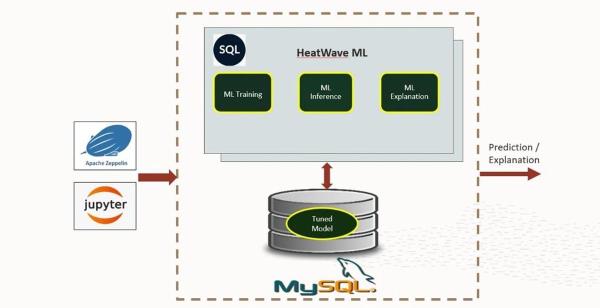 SQL
HeatWave ML
ML Training
ML
Inference
ML
Explanation
Apache Zeppelin
jupyter
Prediction /
Explanation
Tuned
Model
MySQL